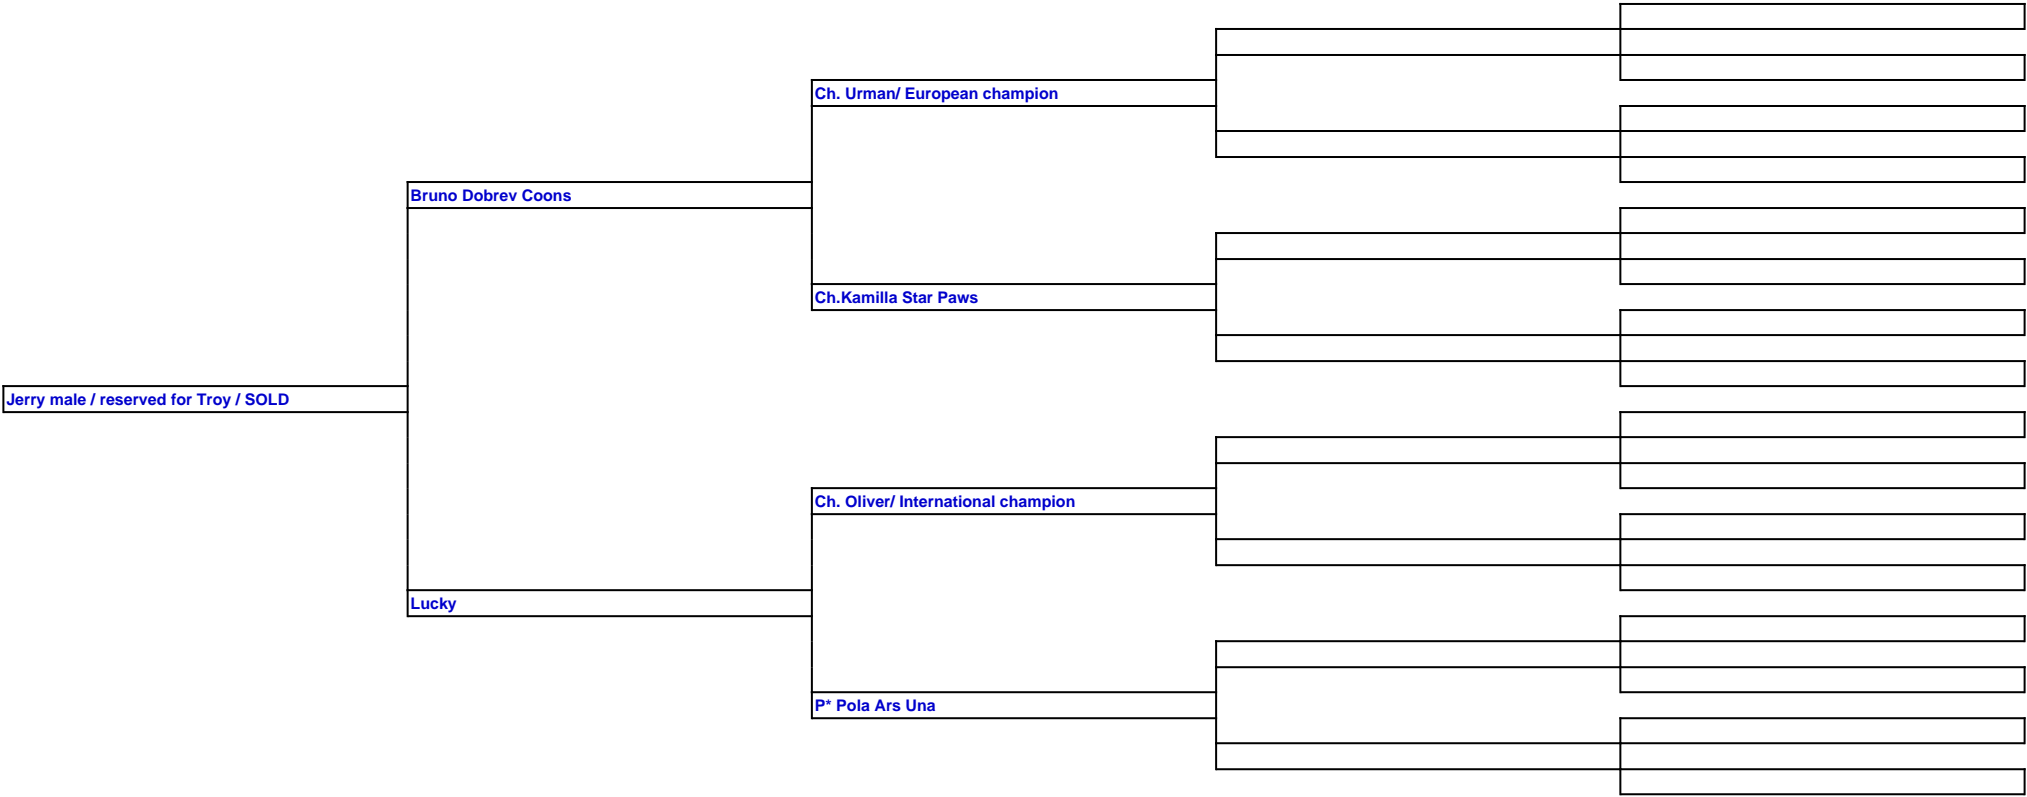 Ch. Urman/ European champion
Bruno Dobrev Coons
Ch.Kamilla Star Paws
Jerry male / reserved for Troy / SOLD
Ch. Oliver/ International champion
Lucky
P* Pola Ars Una